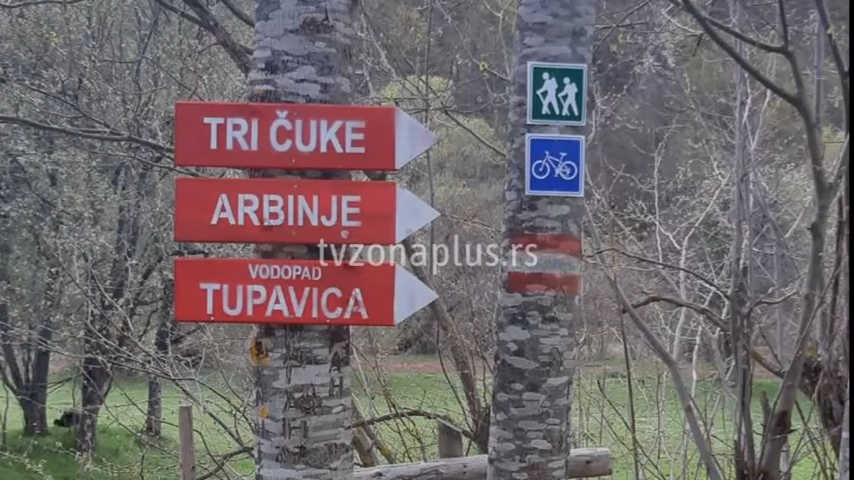 TRI ČUKE
ARBINJE
VODOPAD
TUPAVICA
tvzonaplus.rs